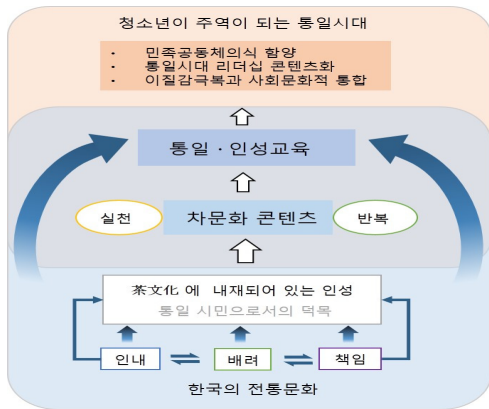 청소년이 주역이 되는 통일시대
· 민족공동체의식 함양
· 통일시대 리더십 콘텐츠화
· 이질감극복과 사회문화적 통합
통일 · 인성교육
실천
차문화 콘텐츠
반복
茶文化 에 내재되어 있는 인성
통일 시민으로서의 덕목
인내
배려
책임
한국의 전통문화